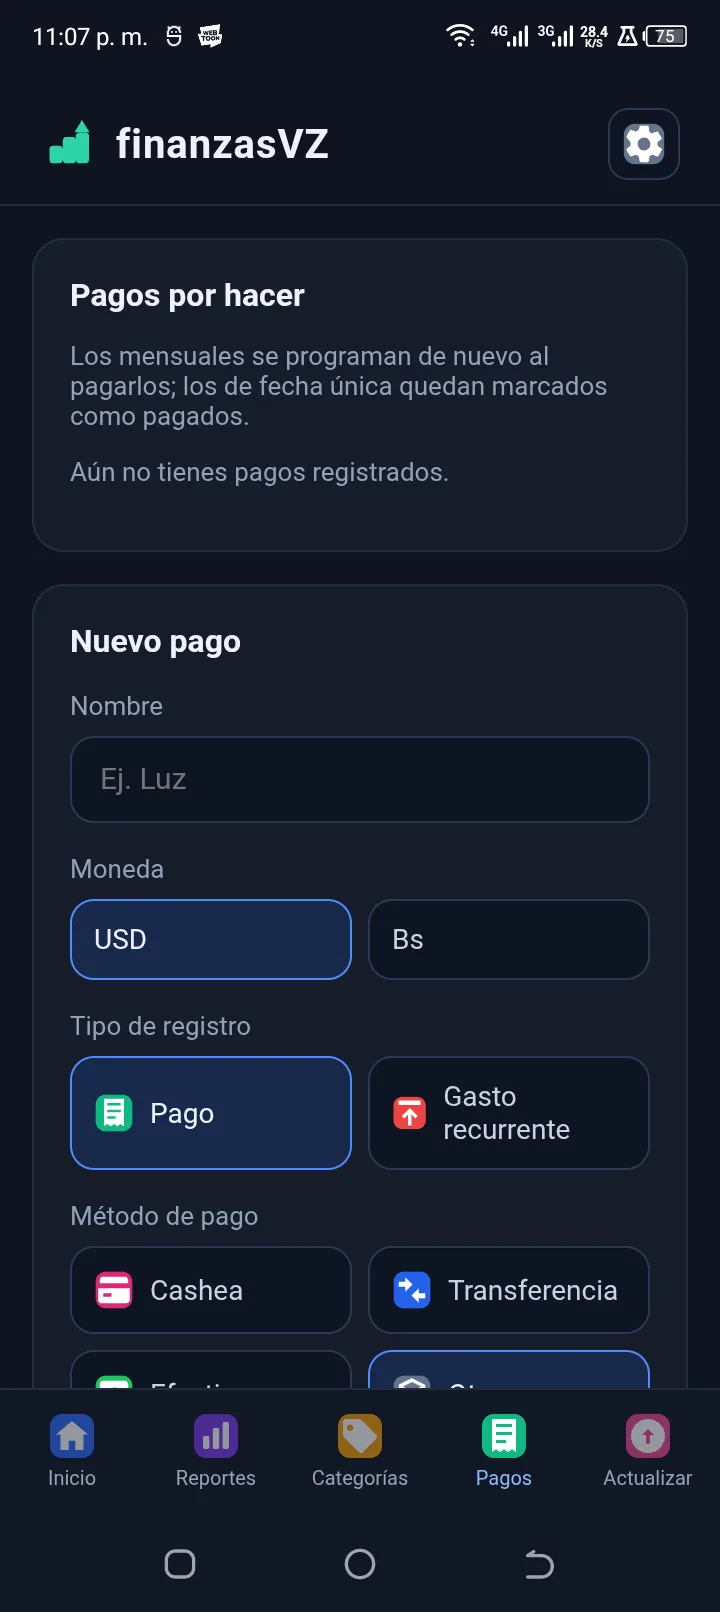 11:07 p. m.
WEB
TOON
4G
3G
28.4
K/S
75
finanzasVZ
Pagos por hacer
Los mensuales se programan de nuevo al
pagarlos; los de fecha única quedan marcados
como pagados.
Aún no tienes pagos registrados.
Nuevo pago
Nombre
Ej. Luz
Moneda
USD
Bs
Tipo de registro
Pago
Gasto
recurrente
Método de pago
Cashea
Transferencia
Inicio
Reportes
Categorías
Pagos
Actualizar